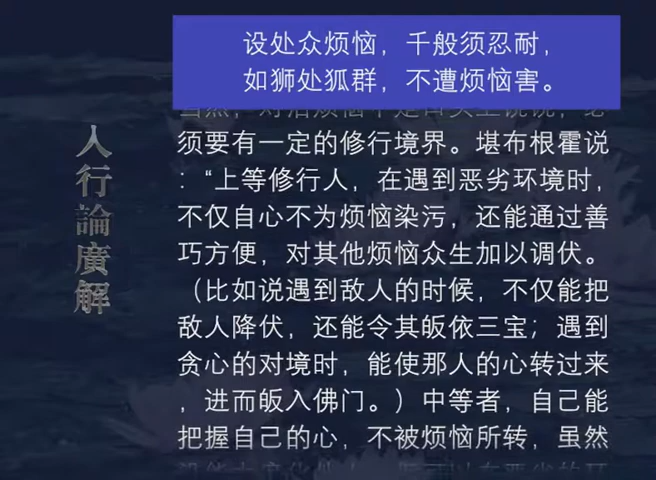 设处众烦恼，千般须忍耐，
如狮处狐群，不遭烦恼害。
入行論廣解
须要有一定的修行境界。堪布根霍说
：“上等修行人，在遇到恶劣环境时，
不仅自心不为烦恼染污，还能通过善
巧方便，对其他烦恼众生加以调伏。
（比如说遇到敌人的时候，不仅能把
敌人降伏，还能令其皈依三宝；遇到
贪心的对境时，能使那人的心转过来
，进而皈入佛门。）中等者，自己能
把握自己的心，不被烦恼所转，虽然